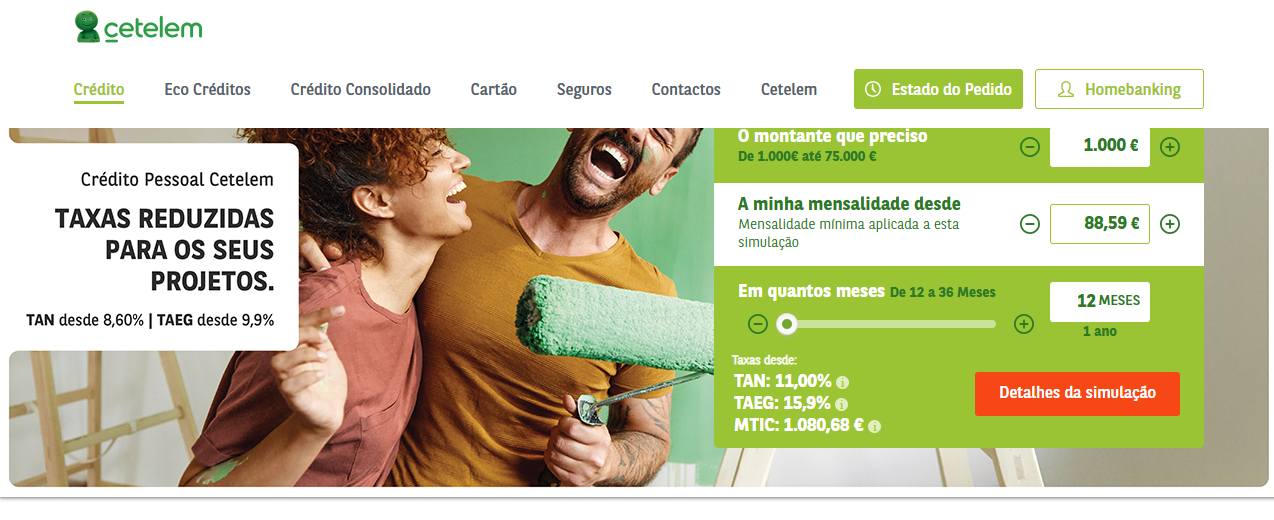 cetelem
Crédito
Eco Créditos
Crédito Consolidado
Cartão
Seguros
Contactos
Cetelem
Estado do Pedido
Homebanking
Crédito Pessoal Cetelem
TAXAS REDUZIDAS
PARA OS SEUS
PROJETOS.
TAN desde 8,60% | TAEG desde 9,9%
O montante que preciso
De 1.000€ até 75.000 €
1.000 €
A minha mensalidade desde
Mensalidade mínima aplicada a esta
simulação
88,59 €
Em quantos meses De 12 a 36 Meses
12 MESES
1 ano
Taxas desde:
TAN: 11,00%
TAEG: 15,9%
MTIC: 1.080,68 €
Detalhes da simulação